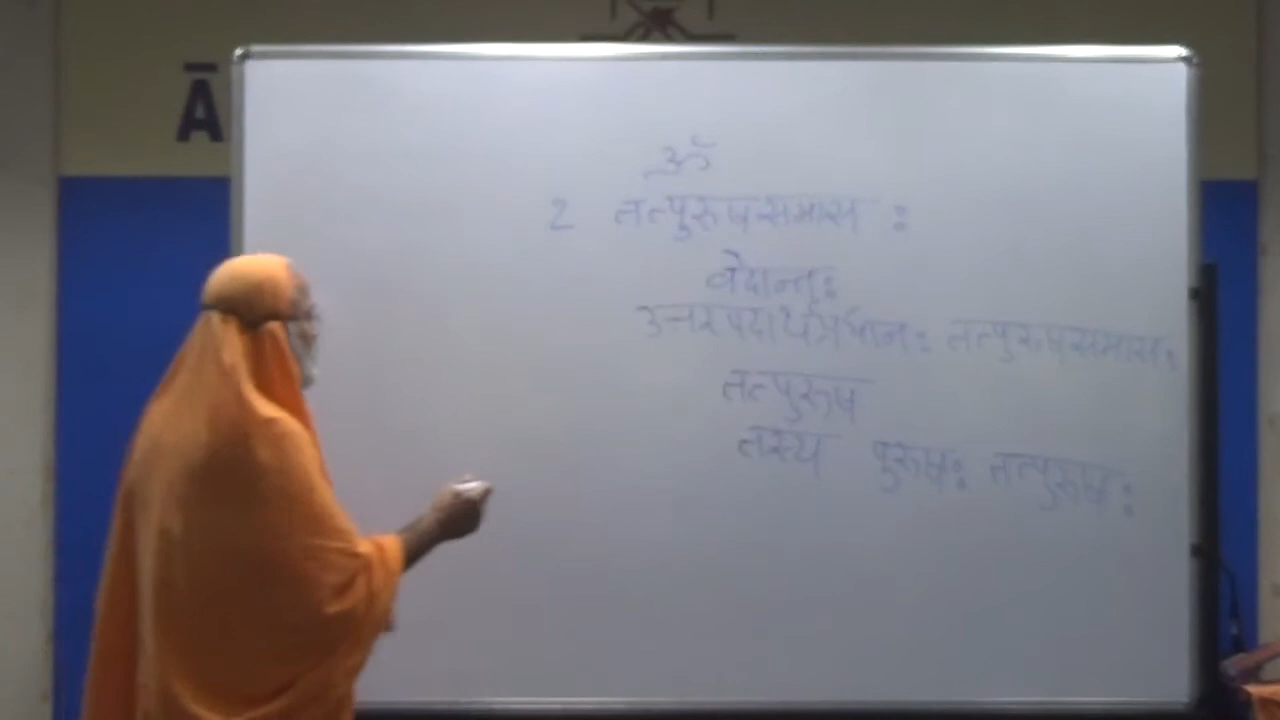 Ā
ॐ
2 तत्पुरुषसमास :
वेदान्तः
उत्तरपदार्थप्रधानः तत्पुरुषसमासः
तत्पुरुष
तस्य पुरुषः तत्पुरुषः